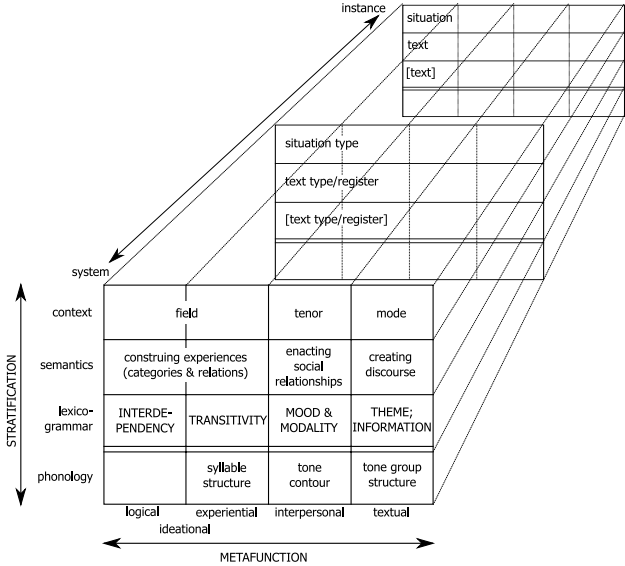 instance
situation
text
[text]
situation type
text type/register
[text type/register]
system
context
field
tenor
mode
semantics
construing experiences
(categories & relations)
enacting
social
relationships
creating
discourse
lexico-
grammar
INTERDE-
PENDENCY
TRANSITIVITY
MOOD &
MODALITY
THEME;
INFORMATION
phonology
syllable
structure
tone
contour
tone group
structure
logical
experiential
interpersonal
textual
ideational
STRATIFICATION
METAFUNCTION